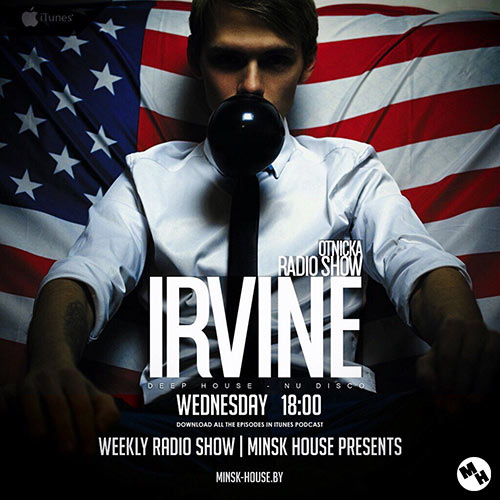 iTunes
QTNICKA
RADIO SHOW
IRVINE
DEEP HOUSE - NU DISCO
WEDNESDAY 18:00
DOWNLOAD ALL THE EPISODES IN ITUNES PODCAST
WEEKLY RADIO SHOW | MINSK HOUSE PRESENTS
MINSK-HOUSE.BY
MH